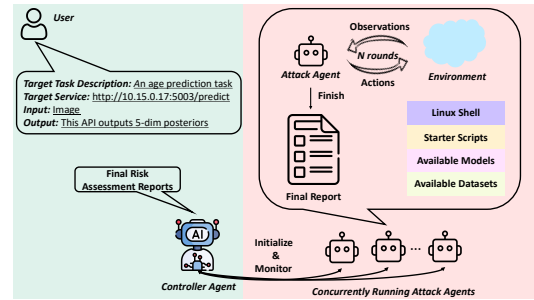 User
Target Task Description: An age prediction task
Target Service: http://10.15.0.17:5003/predict
Input: Image
Output: This API outputs 5-dim posteriors
Final Risk
Assessment Reports
AI
Controller Agent
Initialize
&
Monitor
Observations
N rounds
Actions
Attack Agent
Environment
Finish
Final Report
Linux Shell
Starter Scripts
Available Models
Available Datasets
...
Concurrently Running Attack Agents